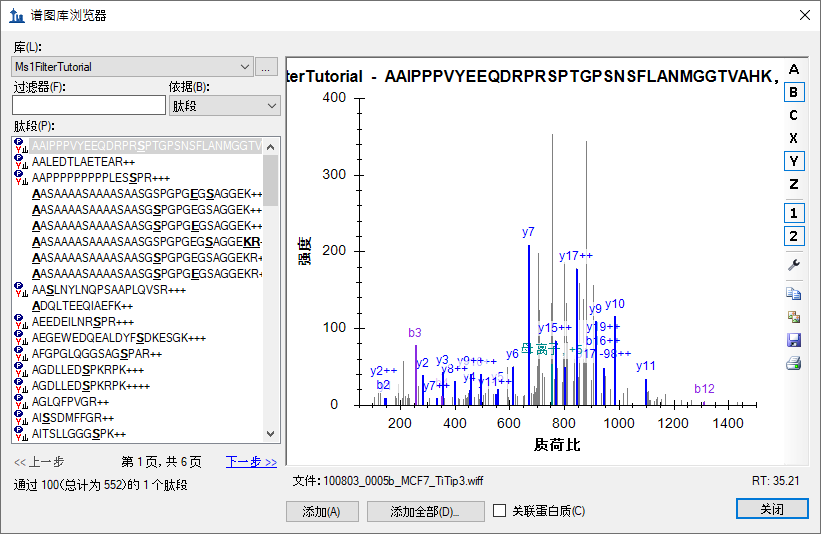 谱图库浏览器
库(L):
Ms1FilterTutorial
...
过滤器(F):
依据(B):
肽段
肽段(P):
AAIPPPVYEEQDRPRSPTGPSNSFLANMGGTV
AALEDTLAETEAR++
AAPPPPPPPPPLESSPR+++
AASAAAASAAAASAASGSPGPGEGSAGGEK++
AASAAAASAAAASAASGSPGPGEGSAGGEK++
AASAAAASAAAASAASGSPGPGEGSAGGEK++
AASAAAASAAAASAASGSPGPGEGSAGGEKR
AASAAAASAAAASAASGSPGPGEGSAGGEKR+
AASAAAASAAAASAASGSPGPGEGSAGGEK++
AASLNYLNQPSAAPLQVSR+++
ADQLTEEQIAEFK++
AEEDEILNRSPR++
AEGEWEDQEALDYFSDKESGK+++
AFGPGLQGGSAGSPAR++
AGDLLEDSPKRPK+++
AGDLLEDSPKRPK++++
AGLQFPVGR++
AISSDMFFGR++
AITSLLGGGSPK++
<< 上一步
第 1 页, 共 6 页
下一步 >>
通过 100(总计为 552)的 1 个肽段
terTutorial - AAIPPPVYEEQDRPRSPTGPSNSFLANMGGTVAHK,
强度
400
300
200
100
0
200
400
600
800
1000
1200
1400
质荷比
y7
y17++
b3
y9
y10
y15++
y19++
b16++
母离子
y6
y3
y2
y2++
b2
y8++
y7++
y11++
y11
b12
A
B
C
X
Y
Z
1
2
文件: 100803_0005b_MCF7_TiTip3.wiff
RT: 35.21
添加(A)
添加全部(D)...
关联蛋白质(C)
关闭